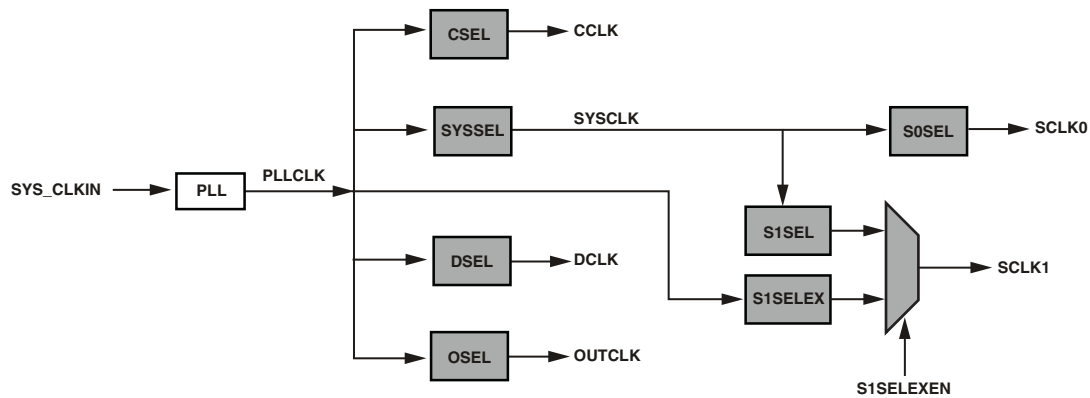 CSEL
CCLK
SYSSEL
SYSCLK
S0SEL
SCLK0
SYS_CLKIN
PLL
PLLCLK
S1SEL
DSEL
DCLK
SCLK1
S1SELEX
OSEL
OUTCLK
S1SELEXEN